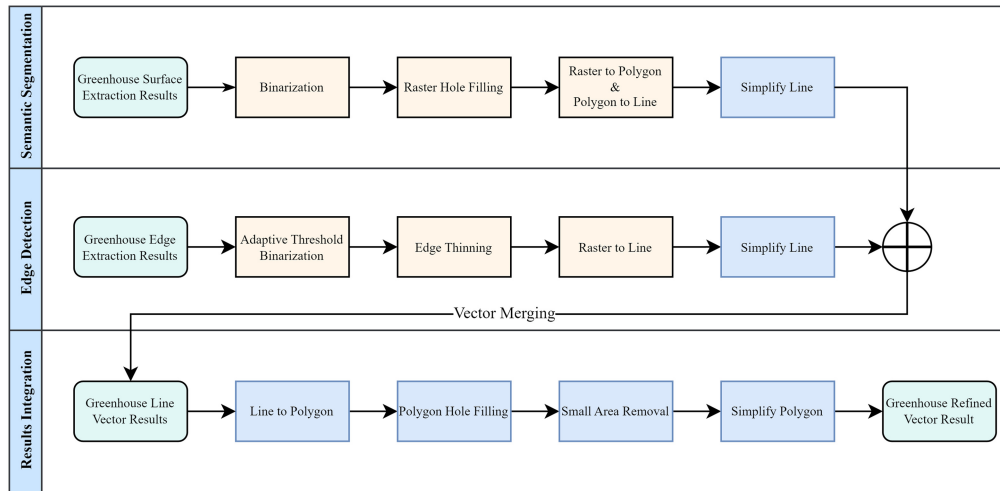 Semantic Segmentation
Greenhouse Surface
Extraction Results
Binarization
Raster Hole Filling
Raster to Polygon
&
Polygon to Line
Simplify Line
Edge Detection
Greenhouse Edge
Extraction Results
Adaptive Threshold
Binarization
Edge Thinning
Raster to Line
Simplify Line
Vector Merging
Results Integration
Greenhouse Line
Vector Results
Line to Polygon
Polygon Hole Filling
Small Area Removal
Simplify Polygon
Greenhouse Refined
Vector Result